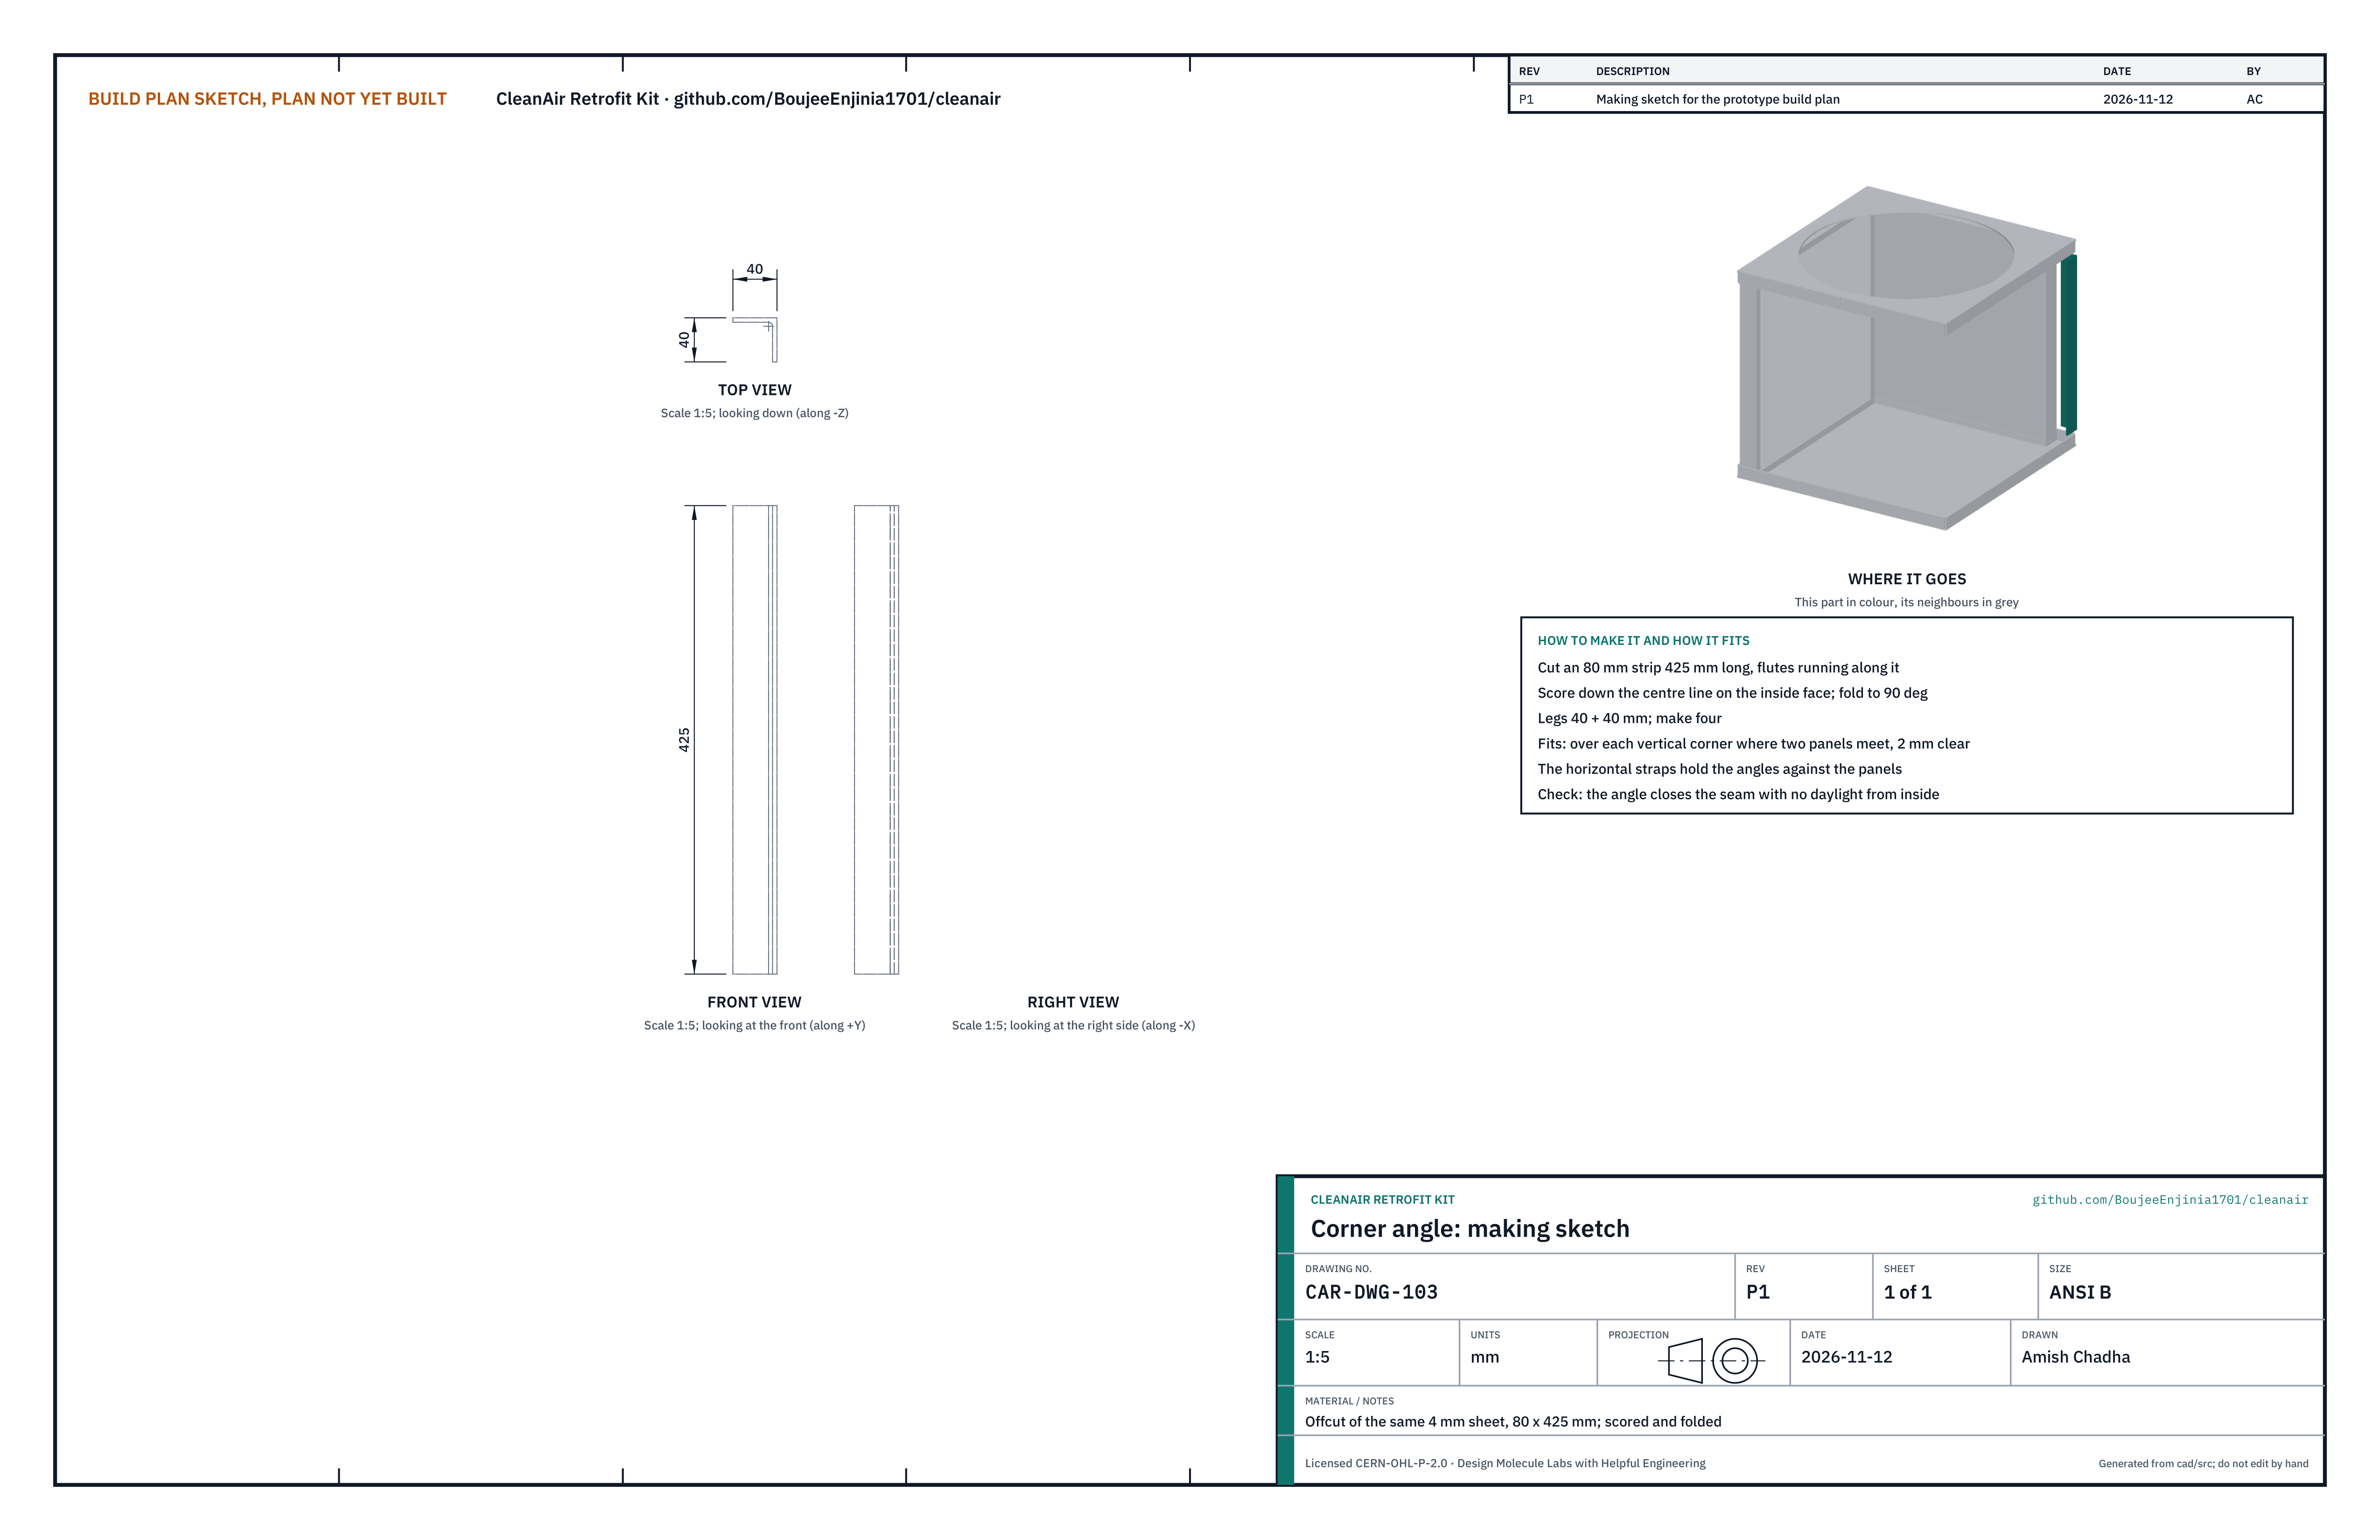 BUILD PLAN SKETCH, PLAN NOT YET BUILT
CleanAir Retrofit Kit · github.com/BoujeeEnjinia1701/cleanair
REV DESCRIPTION DATE BY
P1 Making sketch for the prototype build plan 2026-11-12 AC
40
40
TOP VIEW
Scale 1:5; looking down (along -Z)
425
FRONT VIEW
Scale 1:5; looking at the front (along +Y)
RIGHT VIEW
Scale 1:5; looking at the right side (along -X)
WHERE IT GOES
This part in colour, its neighbours in grey
HOW TO MAKE IT AND HOW IT FITS
Cut an 80 mm strip 425 mm long, flutes running along it
Score down the centre line on the inside face; fold to 90 deg
Legs 40 + 40 mm; make four
Fits: over each vertical corner where two panels meet, 2 mm clear
The horizontal straps hold the angles against the panels
Check: the angle closes the seam with no daylight from inside
CLEANAIR RETROFIT KIT
github.com/BoujeeEnjinia1701/cleanair
Corner angle: making sketch
DRAWING NO. REV SHEET SIZE
CAR-DWG-103 P1 1 of 1 ANSI B
SCALE UNITS PROJECTION DATE DRAWN
1:5 mm 2026-11-12 Amish Chadha
MATERIAL / NOTES
Offcut of the same 4 mm sheet, 80 x 425 mm; scored and folded
Licensed CERN-OHL-P-2.0 · Design Molecule Labs with Helpful Engineering
Generated from cad/src; do not edit by hand